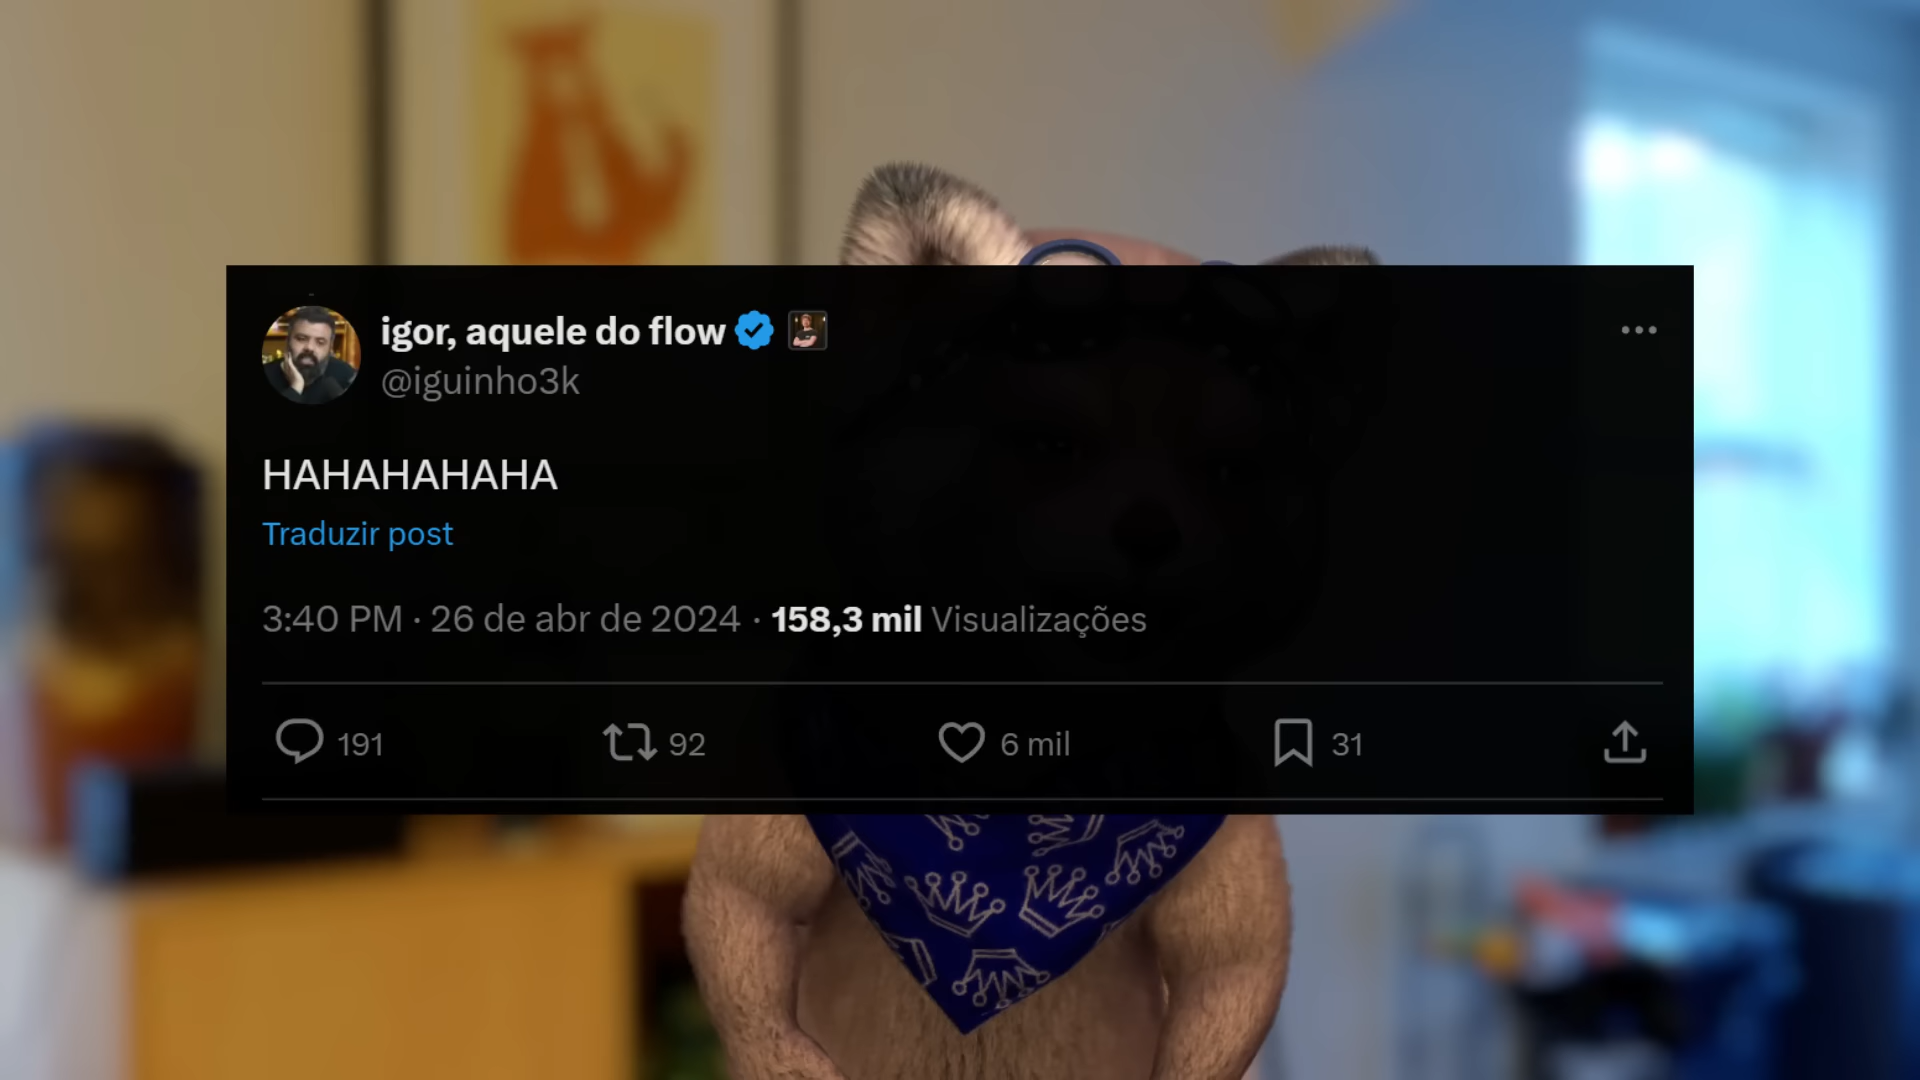 igor, aquele do flow
@iguinho3k
HAHAHAHAHA
Traduzir post
3:40 PM · 26 de abr de 2024 · 158,3 mil Visualizações
191 92 6 mil 31